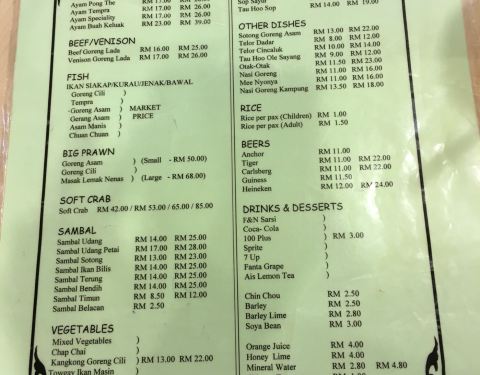 Ayam Pong The RM 17.00 RM 26.00
Ayam Tempra RM 17.00 RM 26.00
Ayam Speciality RM 17.00 RM 26.00
Ayam Buah Keluak RM 23.00 RM 39.00
BEEF/VENISON
Beef Goreng Lada RM 16.00 RM 25.00
Venison Goreng Lada RM 17.00 RM 26.00
FISH
IKAN SIAKAP/KURAU/JENAK/BAWAL
Goreng Cili )
Tempra )
Goreng Asam ) MARKET
Gerang Asam ) PRICE
Asam Manis )
Chuan Chuan )
BIG PRAWN
Goreng Asam ) (Small - RM 50.00)
Goreng Cili )
Masak Lemak Nenas ) (Large - RM 68.00)
SOFT CRAB
Soft Crab RM 42.00 / RM 53.00 / 65.00 / 85.00
SAMBAL
Sambal Udang RM 14.00 RM 25.00
Sambal Udang Petai RM 17.00 RM 28.00
Sambal Sotong RM 13.00 RM 23.00
Sambal Ikan Bilis RM 14.00 RM 25.00
Sambal Terung RM 14.00 RM 25.00
Sambal Bendih RM 14.00 RM 25.00
Sambal Timun RM 8.50 RM 12.00
Sambal Belacan RM 2.50
VEGETABLES
Mixed Vegetables )
Chap Chai )
Kangkong Goreng Cili ) RM 13.00 RM 22.00
Towgay Ikan Masin )
Sop Sayur
Tau Hoo Sop RM 14.00 RM 19.00
OTHER DISHES
Sotong Goreng Asam RM 13.00 RM 22.00
Telor Dadar RM 8.00 RM 12.00
Telor Cincaluk RM 10.00 RM 14.00
Tau Hoo Ole Sayang RM 9.00 RM 12.00
Otak-Otak RM 11.50 RM 23.00
Nasi Goreng RM 11.00 RM 16.00
Mee Nyonya RM 11.00 RM 16.00
Nasi Goreng Kampung RM 13.50 RM 18.00
RICE
Rice per pax (Children) RM 1.00
Rice per pax (Adult) RM 1.50
BEERS
Anchor RM 11.00
Tiger RM 11.00 RM 22.00
Carlsberg RM 11.00 RM 22.00
Guiness RM 11.50
Heineken RM 12.00 RM 24.00
DRINKS & DESSERTS
F&N Sarsi )
Coca- Cola )
100 Plus ) RM 3.00
Sprite )
7 Up )
Fanta Grape )
Ais Lemon Tea )
Chin Chou RM 2.50
Barley RM 2.50
Barley Lime RM 2.80
Soya Bean RM 3.00
Orange Juice RM 4.00
Honey Lime RM 4.00
Mineral Water RM 2.80 RM 4.80